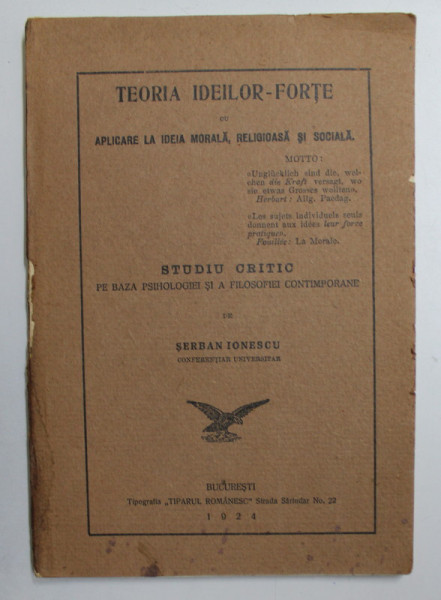 TEORIA IDEILOR-FORȚE
CU
APLICARE LA IDEIA MORALĂ, RELIGIOASĂ ȘI SOCIALĂ.
MOTTO:
«Unglücklich sind die, wel-
chen die Kraft versagt, wo
sie etwas Grosses wollten».
Herbart: Allg. Paedag.
«Les sujets individuels seuls
donnent aux idées leur force
pratique».
Fouillée: La Morale.
STUDIU CRITIC
PE BAZA PSIHOLOGIEI ȘI A FILOSOFIEI CONTIMPORANE
DE
ȘERBAN IONESCU
CONFERENȚIAR UNIVERSITAR
BUCUREȘTI
Tipografia „TIPARUL ROMÂNESC" Strada Sărindar No. 22
1924